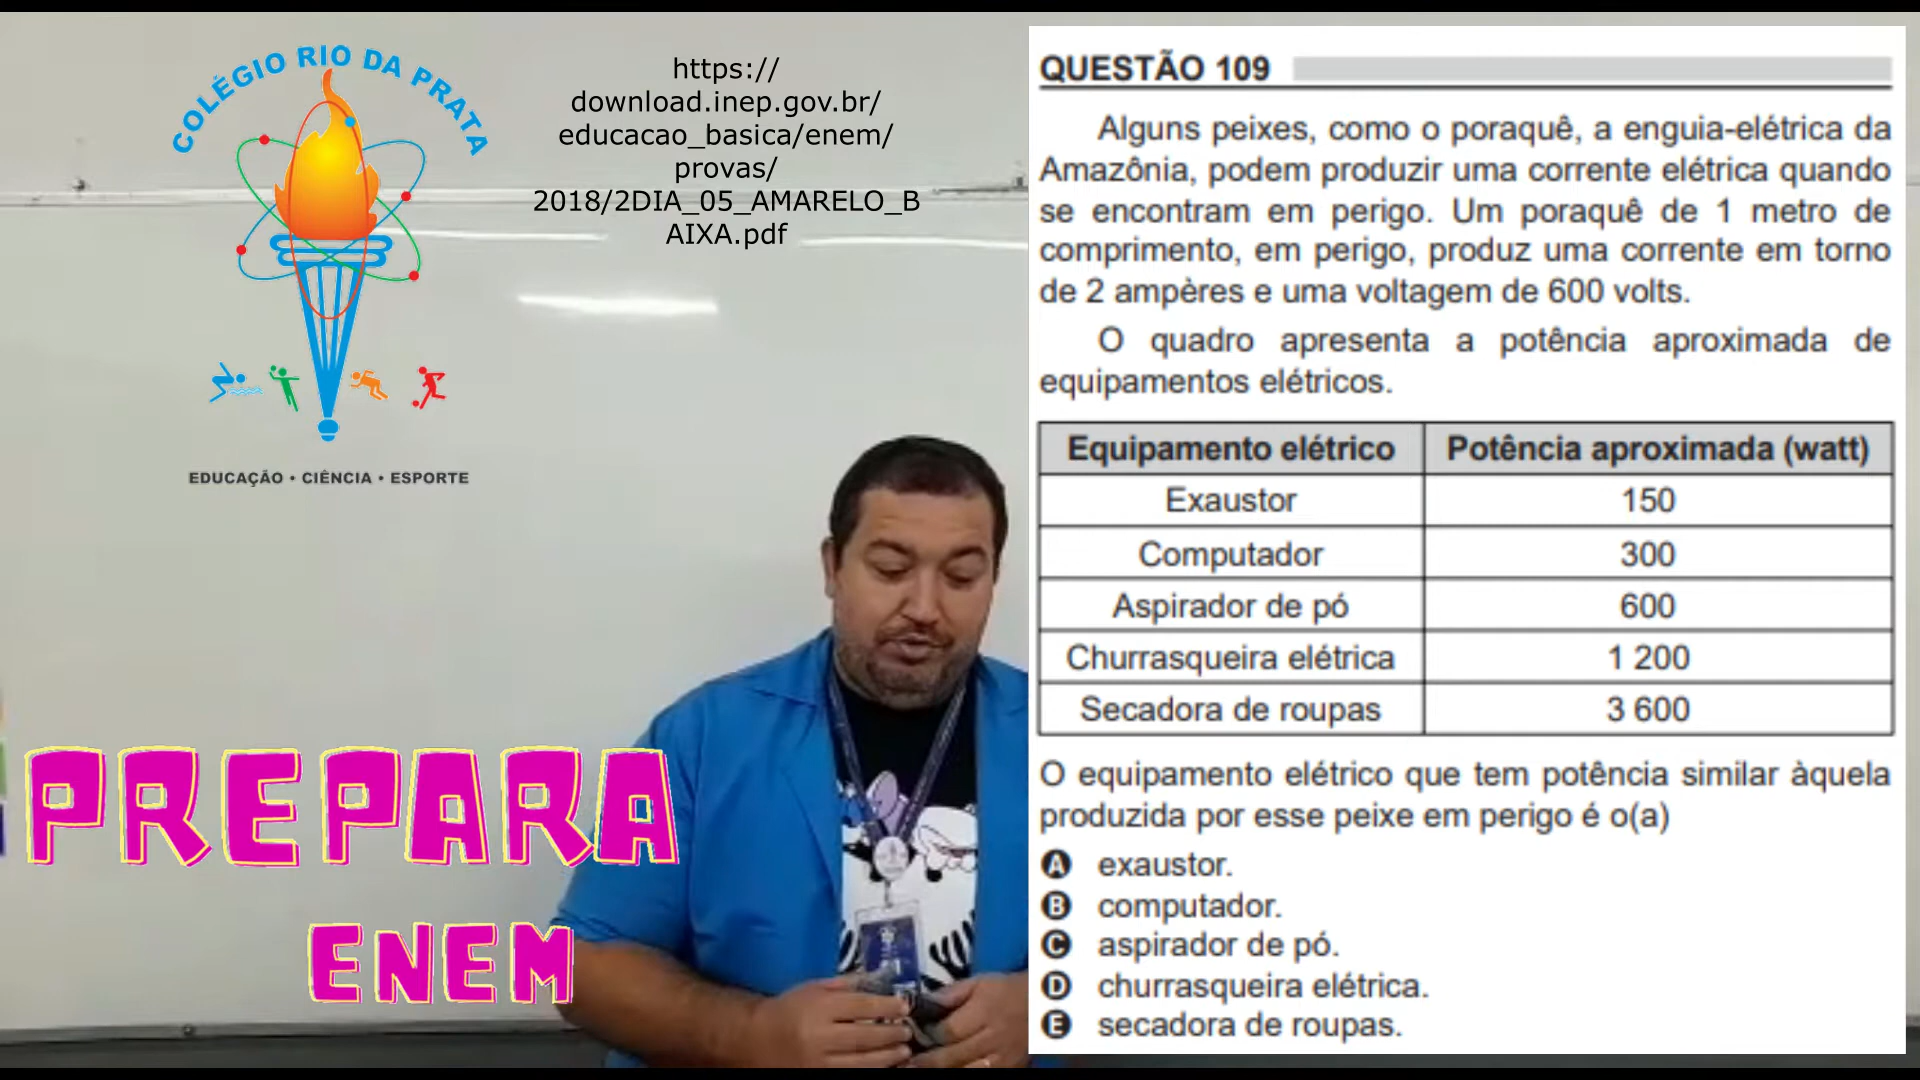 COLÉGIO RIO DA PRATA
EDUCAÇÃO • CIÊNCIA • ESPORTE
https://
download.inep.gov.br/
educacao_basica/enem/
provas/
2018/2DIA_05_AMARELO_B
AIXA.pdf
PREPARA
ENEM
QUESTÃO 109
Alguns peixes, como o poraquê, a enguia-elétrica da
Amazônia, podem produzir uma corrente elétrica quando
se encontram em perigo. Um poraquê de 1 metro de
comprimento, em perigo, produz uma corrente em torno
de 2 ampères e uma voltagem de 600 volts.
O quadro apresenta a potência aproximada de
equipamentos elétricos.
Equipamento elétrico Potência aproximada (watt)
Exaustor 150
Computador 300
Aspirador de pó 600
Churrasqueira elétrica 1 200
Secadora de roupas 3 600
O equipamento elétrico que tem potência similar àquela
produzida por esse peixe em perigo é o(a)
A exaustor.
B computador.
C aspirador de pó.
D churrasqueira elétrica.
E secadora de roupas.